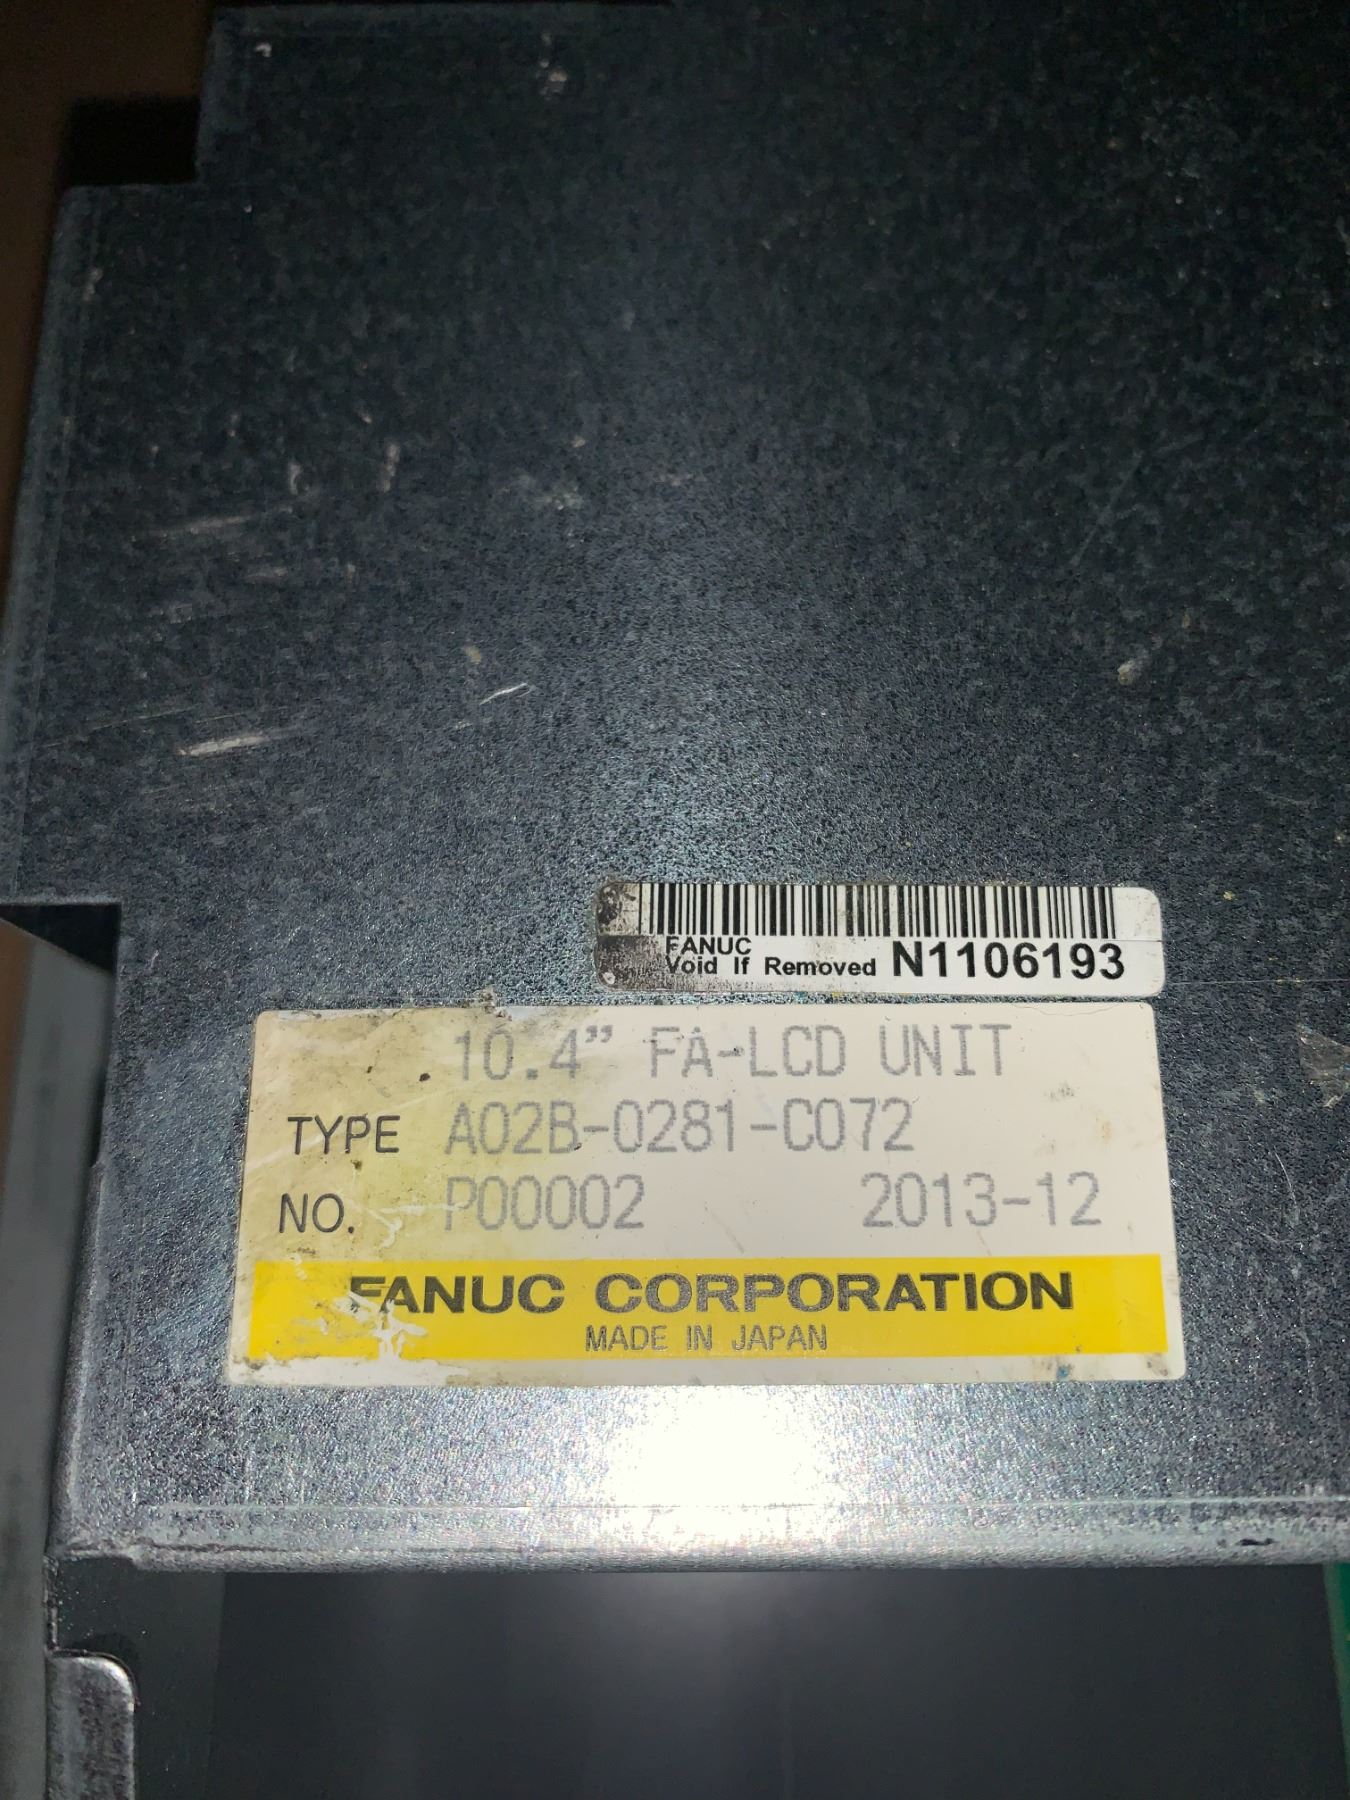 FANUC
Void If Removed N1106193
10.4” FA-LCD UNIT
TYPE A02B-0281-C072
NO. P00002 2013-12
FANUC CORPORATION
MADE IN JAPAN